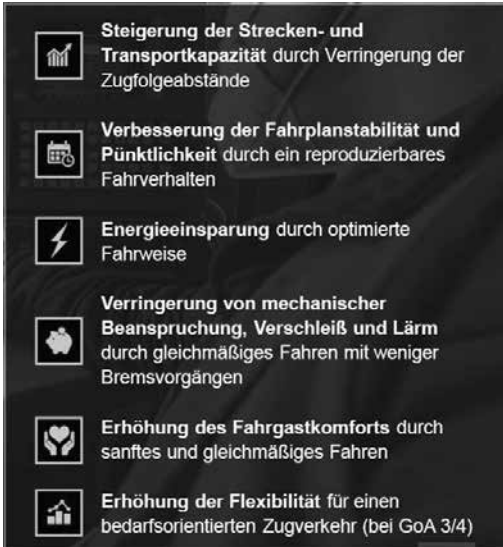 Steigerung der Strecken- und
Transportkapazität durch Verringerung der
Zugfolgeabstände
Verbesserung der Fahrplanstabilität und
Pünktlichkeit durch ein reproduzierbares
Fahrverhalten
Energieeinsparung durch optimierte
Fahrweise
Verringerung von mechanischer
Beanspruchung, Verschleiß und Lärm
durch gleichmäßiges Fahren mit weniger
Bremsvorgängen
Erhöhung des Fahrgastkomforts durch
sanftes und gleichmäßiges Fahren
Erhöhung der Flexibilität für einen
bedarfsorientierten Zugverkehr (bei GoA 3/4)